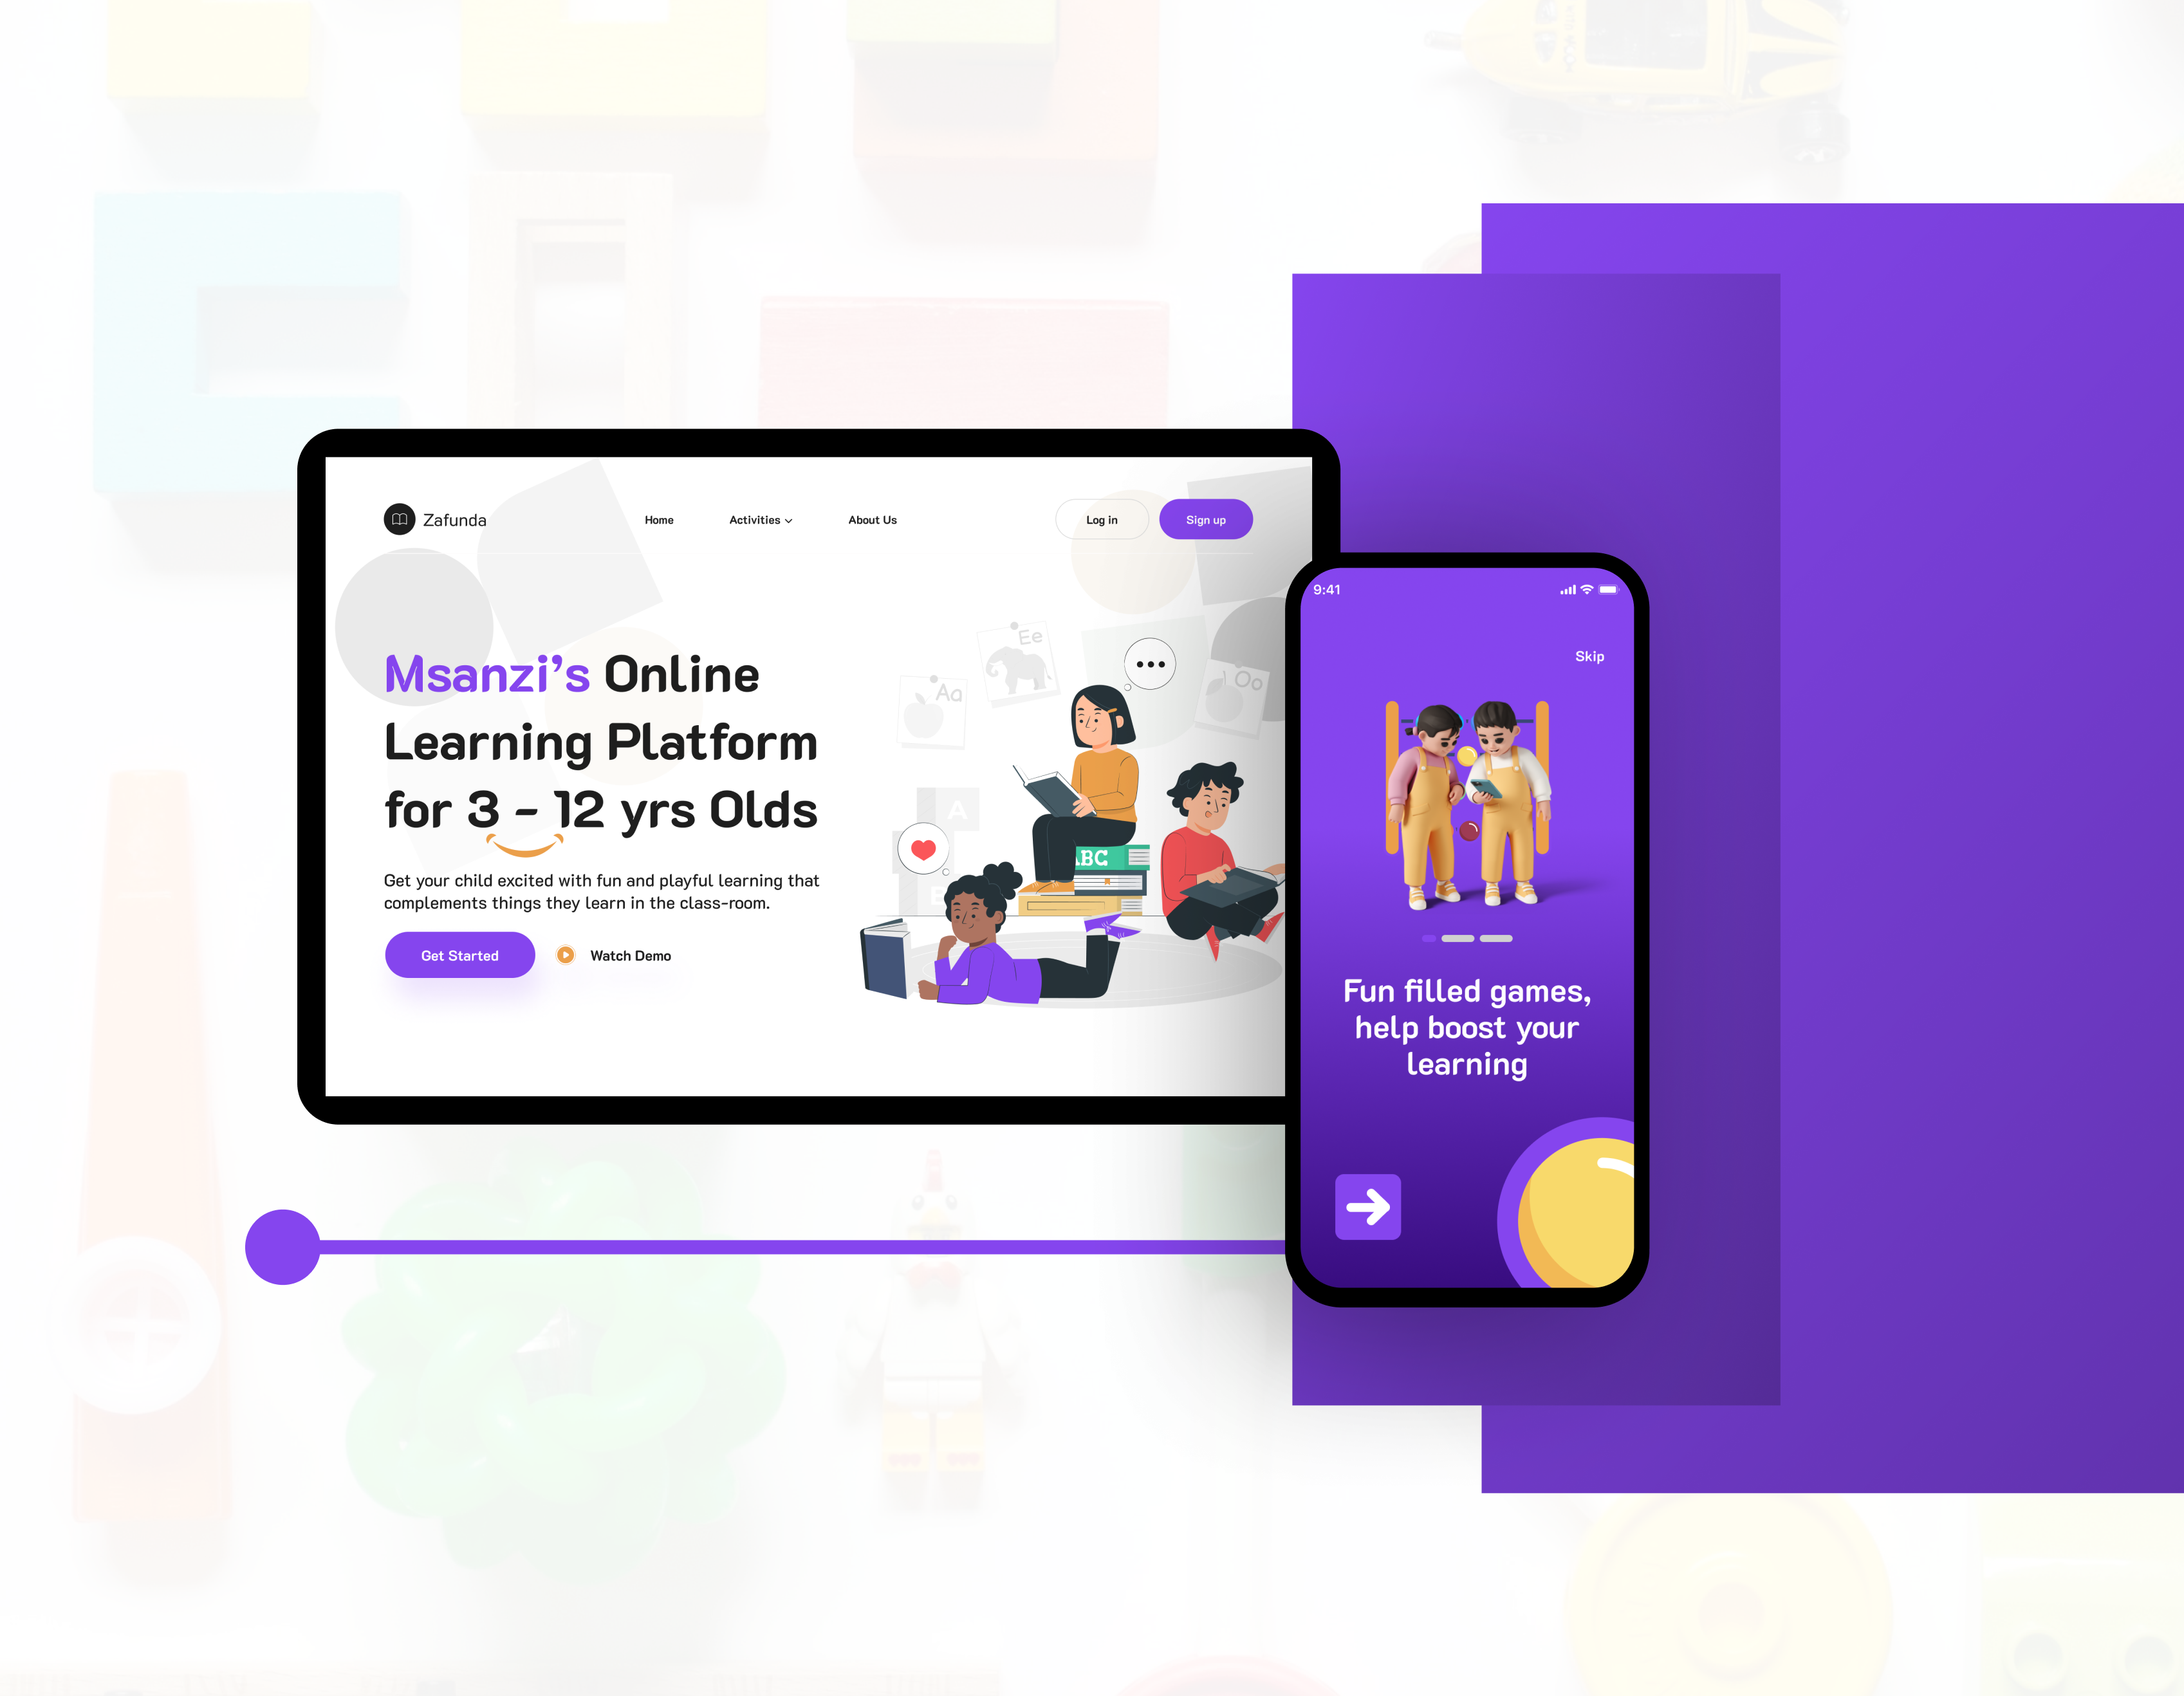 Zafunda
Home
Activities
About Us
Log in
Sign up
Msanzi’s Online
Learning Platform
for 3 - 12 yrs Olds
Get your child excited with fun and playful learning that
complements things they learn in the class-room.
Get Started
Watch Demo
Ee
Aa
Oo
A
B
ABC
9:41
Skip
Fun filled games,
help boost your
learning